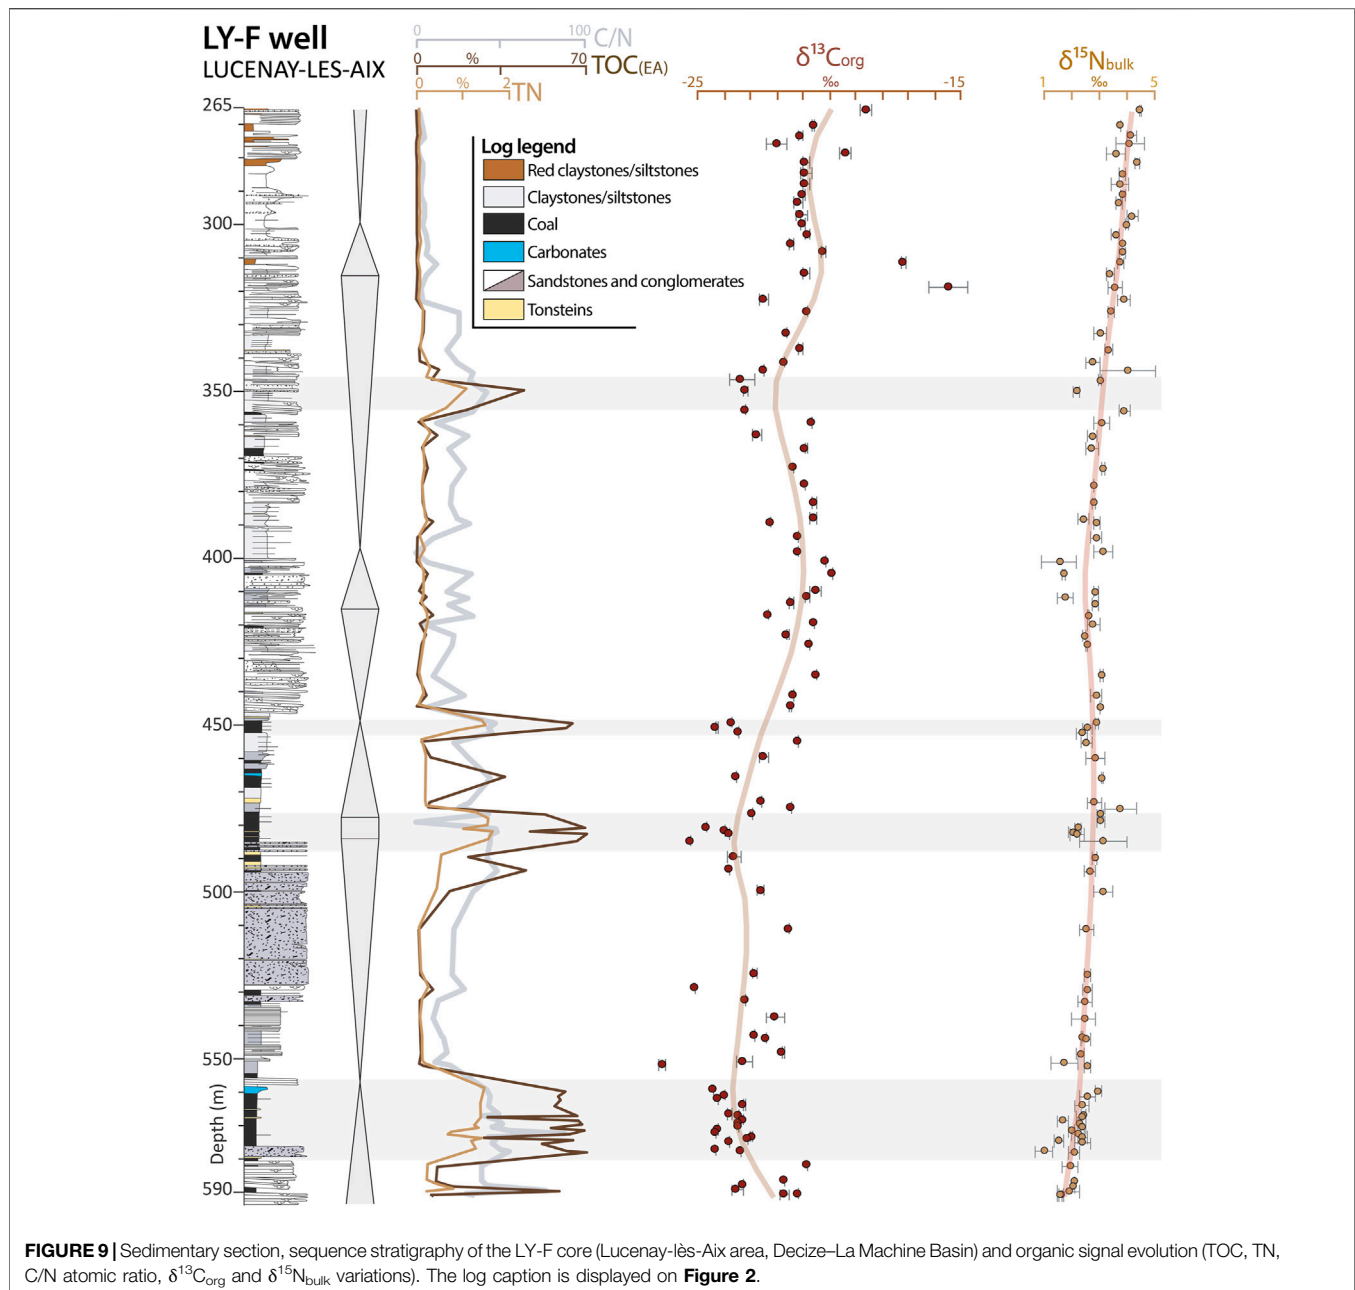 LY-F well
LUCENAY-LES-AIX
0 100 C/N
0 % 70 TOC(EA)
0 % 2 TN
δ¹³Corg
-25 ‰ -15
δ¹⁵Nbulk
1 ‰ 5
Log legend
Red claystones/siltstones
Claystones/siltstones
Coal
Carbonates
Sandstones and conglomerates
Tonsteins
265
300
350
400
450
500
550
590
Depth (m)
FIGURE 9 | Sedimentary section, sequence stratigraphy of the LY-F core (Lucenay-lès-Aix area, Decize–La Machine Basin) and organic signal evolution (TOC, TN,
C/N atomic ratio, δ¹³Corg and δ¹⁵Nbulk variations). The log caption is displayed on Figure 2.